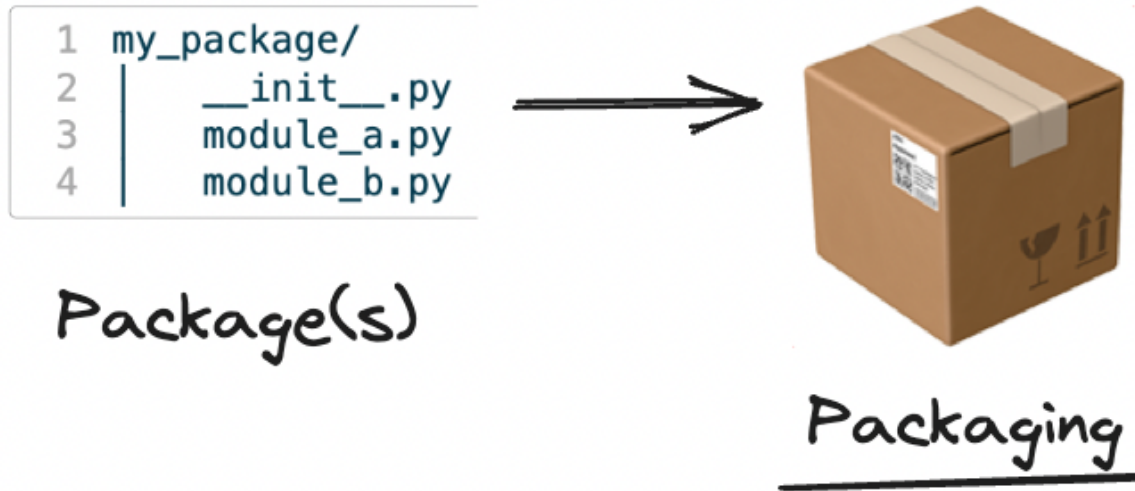 1 my_package/
2 __init__.py
3 module_a.py
4 module_b.py
Package(s)
Packaging